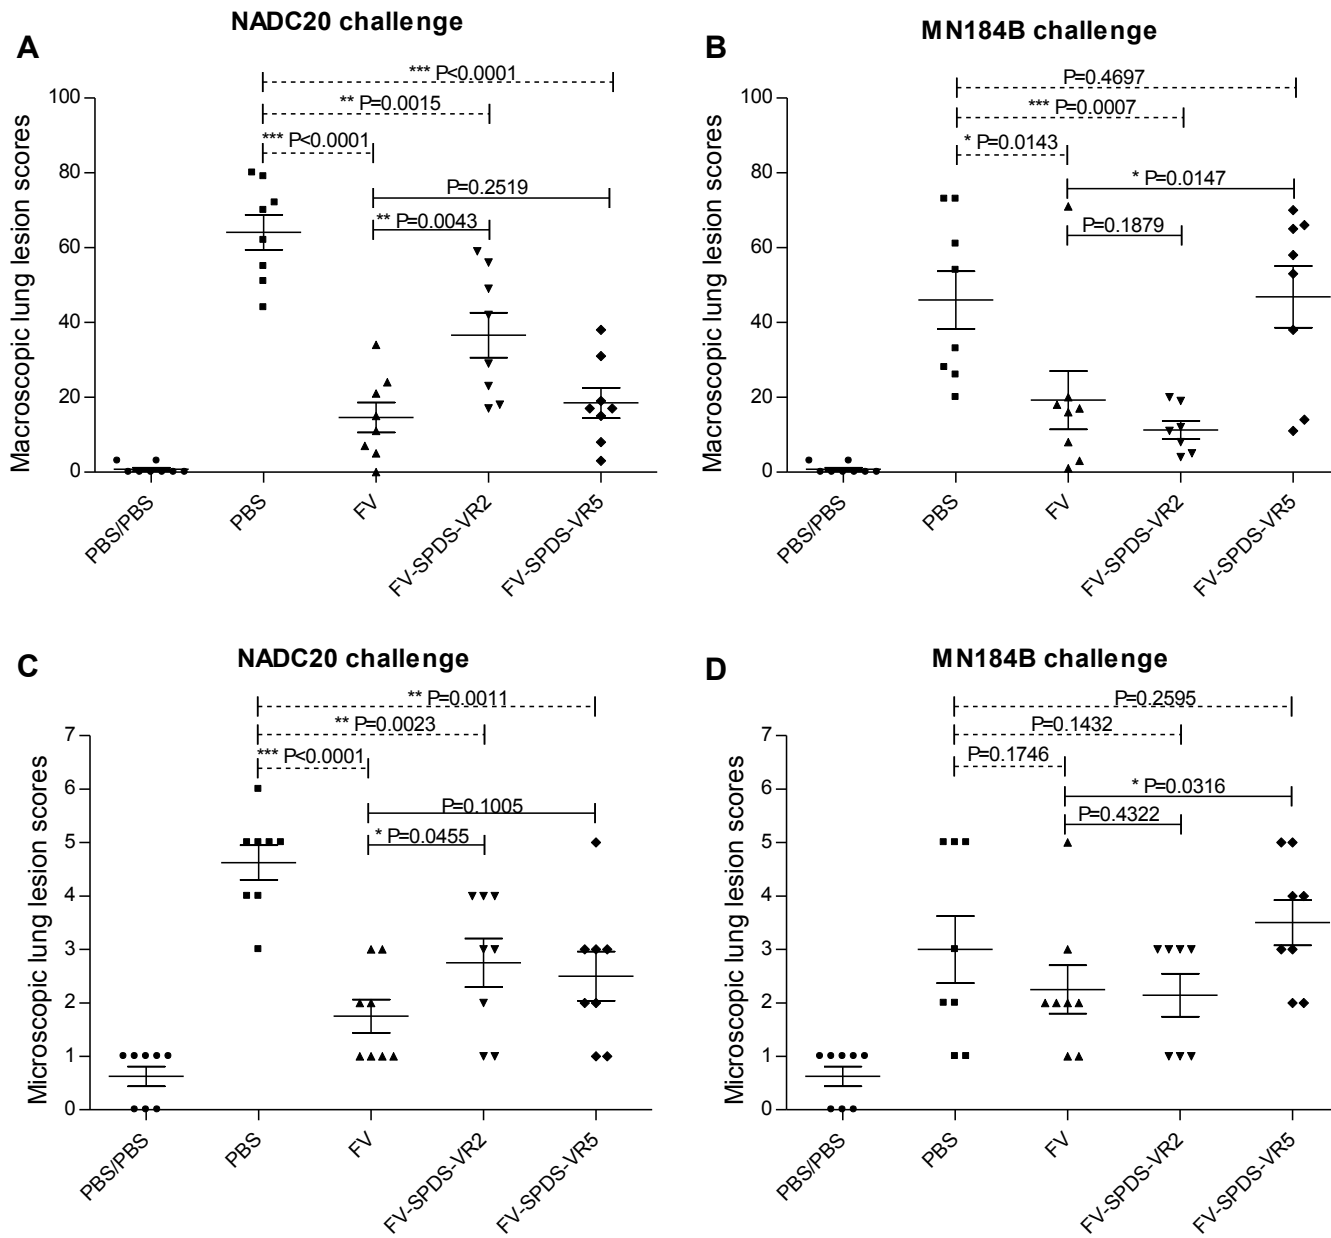 A
NADC20 challenge
*** P<0.0001
** P=0.0015
*** P<0.0001
P=0.2519
** P=0.0043
Macroscopic lung lesion scores
100
80
60
40
20
0
PBS/PBS
PBS
FV
FV-SPDS-VR2
FV-SPDS-VR5
B
MN184B challenge
P=0.4697
*** P=0.0007
* P=0.0143
* P=0.0147
P=0.1879
Macroscopic lung lesion scores
100
80
60
40
20
0
PBS/PBS
PBS
FV
FV-SPDS-VR2
FV-SPDS-VR5
C
NADC20 challenge
** P=0.0011
** P=0.0023
*** P<0.0001
P=0.1005
* P=0.0455
Microscopic lung lesion scores
7
6
5
4
3
2
1
0
PBS/PBS
PBS
FV
FV-SPDS-VR2
FV-SPDS-VR5
D
MN184B challenge
P=0.2595
P=0.1432
P=0.1746
* P=0.0316
P=0.4322
Microscopic lung lesion scores
7
6
5
4
3
2
1
0
PBS/PBS
PBS
FV
FV-SPDS-VR2
FV-SPDS-VR5